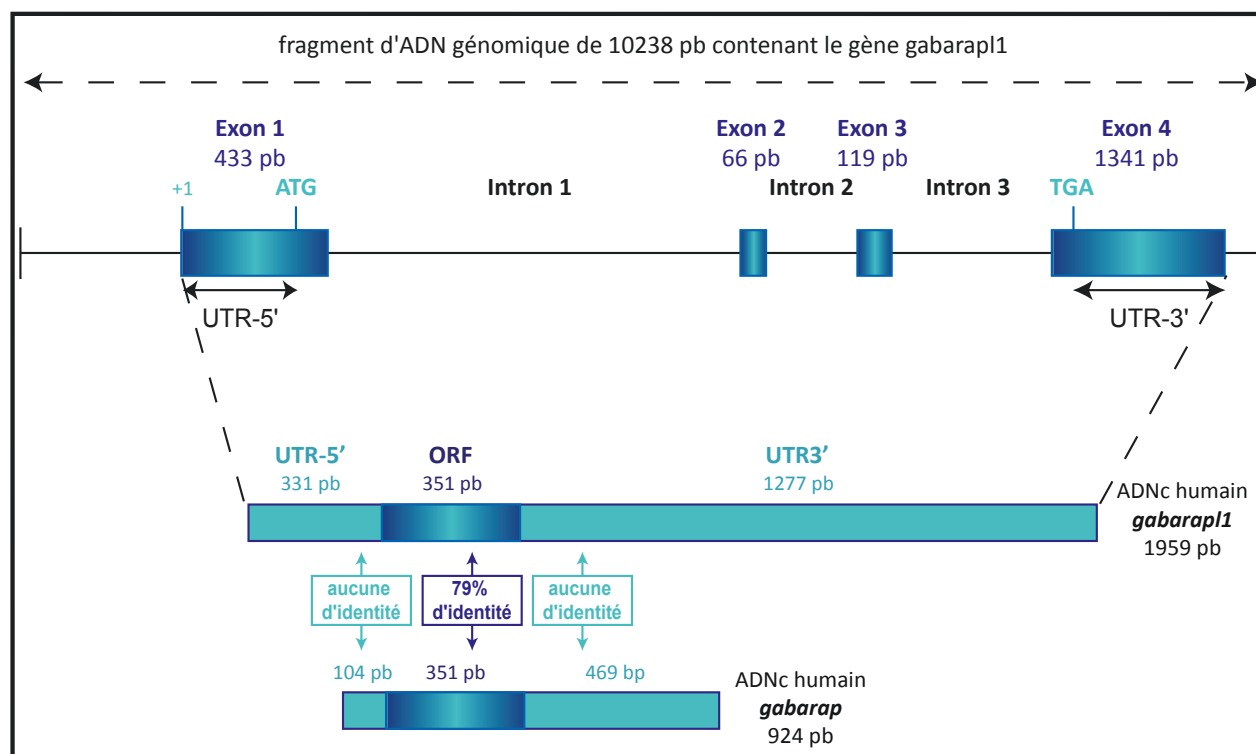 fragment d'ADN génomique de 10238 pb contenant le gène gabarapl1
Exon 1
433 pb
Exon 2
66 pb
Exon 3
119 pb
Exon 4
1341 pb
+1
ATG
Intron 1
Intron 2
Intron 3
TGA
UTR-5'
UTR-3'
UTR-5’
331 pb
ORF
351 pb
UTR3’
1277 pb
ADNc humain
gabarapl1
1959 pb
aucune
d'identité
79%
d'identité
aucune
d'identité
104 pb
351 pb
469 bp
ADNc humain
gabarap
924 pb